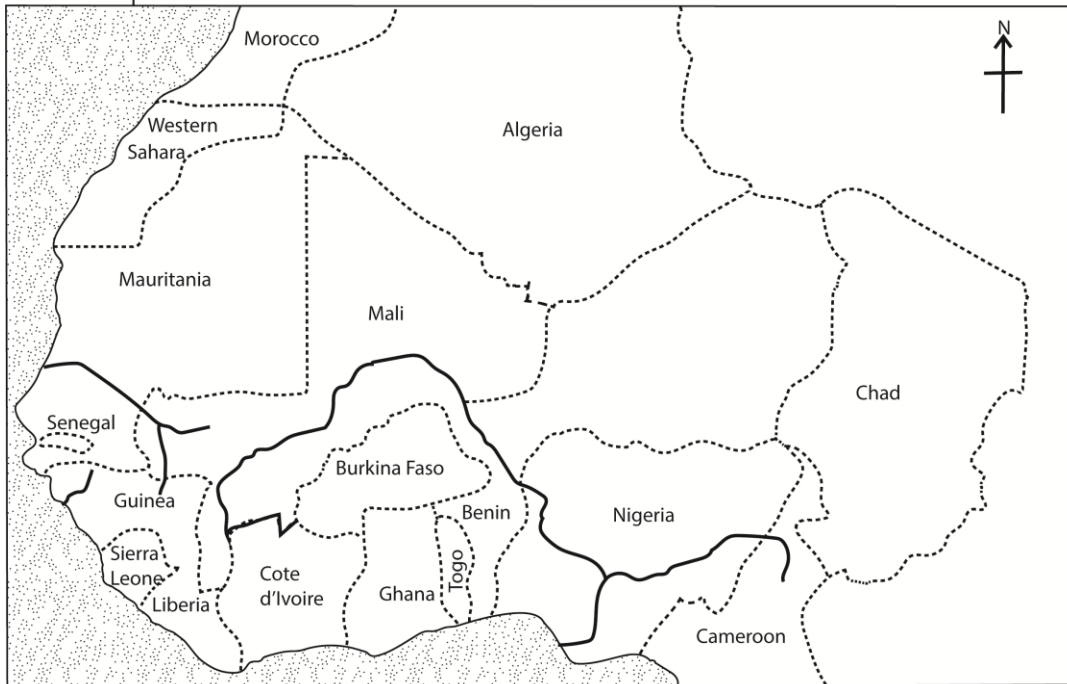 Morocco
N
Algeria
Western
Sahara
Mauritania
Mali
Chad
Senegal
Burkina Faso
Guinea
Benin
Nigeria
Sierra
Leone
Togo
Cote
d'Ivoire
Ghana
Liberia
Cameroon